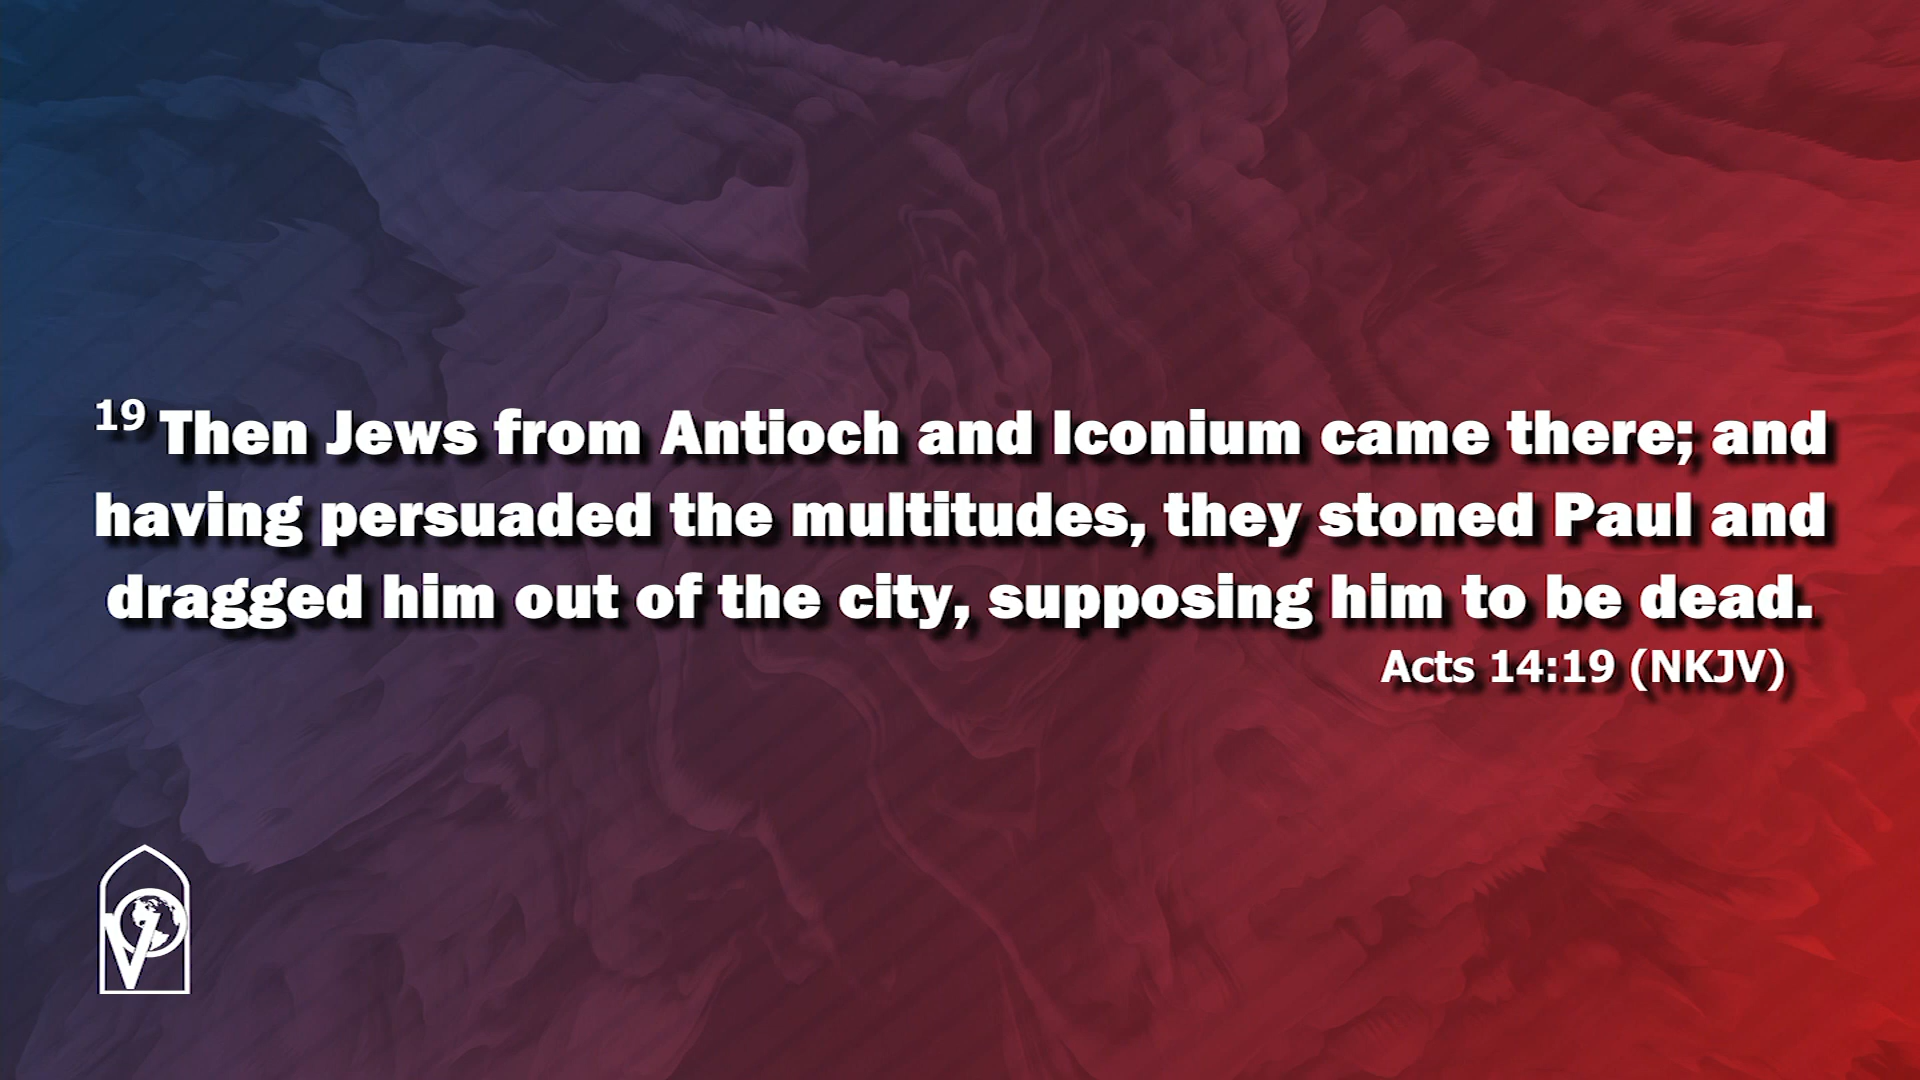 19 Then Jews from Antioch and Iconium came there; and
having persuaded the multitudes, they stoned Paul and
dragged him out of the city, supposing him to be dead.
Acts 14:19 (NKJV)